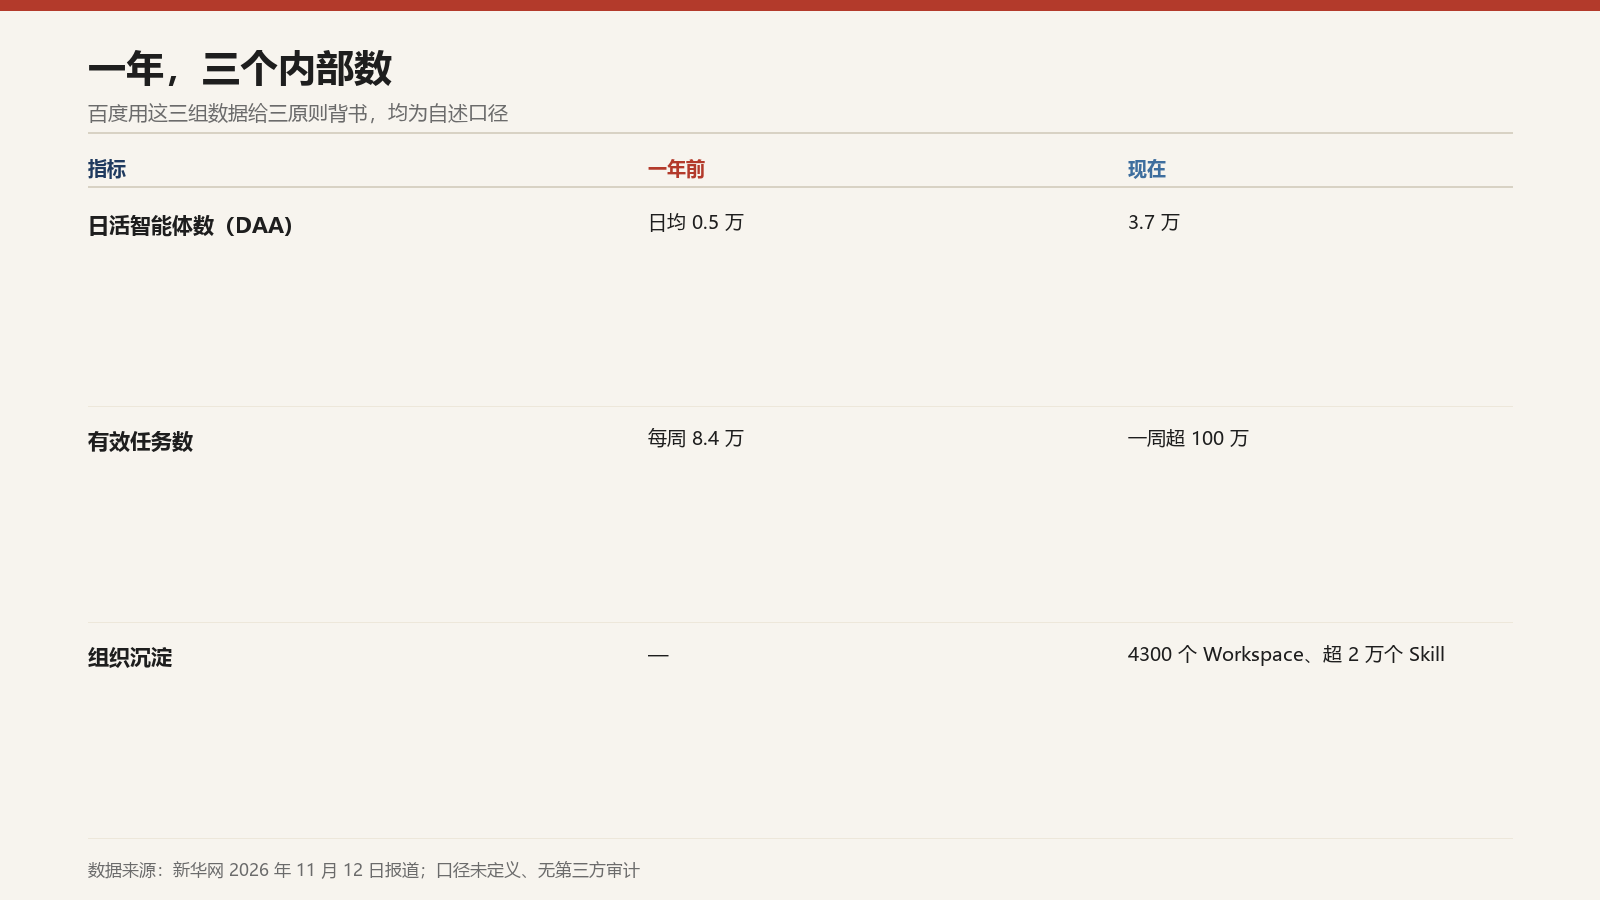 一年，三个内部数
百度用这三组数据给三原则背书，均为自述口径
指标 一年前 现在
日活智能体数（DAA） 日均 0.5 万 3.7 万
有效任务数 每周 8.4 万 一周超 100 万
组织沉淀 — 4300 个 Workspace、超 2 万个 Skill
数据来源：新华网 2026 年 11 月 12 日报道；口径未定义、无第三方审计